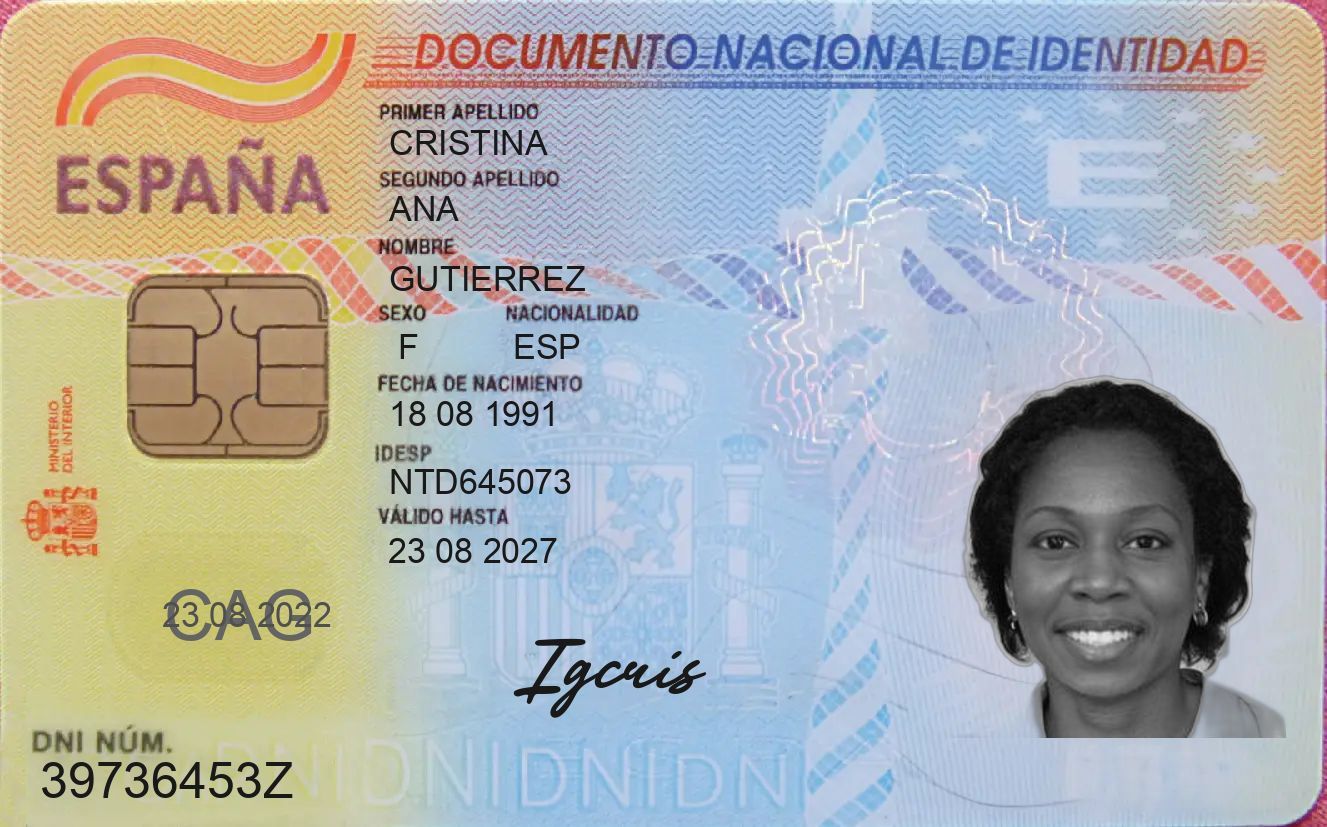 DOCUMENTO NACIONAL DE IDENTIDAD
ESPAÑA
PRIMER APELLIDO
CRISTINA
SEGUNDO APELLIDO
ANA
NOMBRE
GUTIERREZ
SEXO NACIONALIDAD
F ESP
FECHA DE NACIMIENTO
18 08 1991
IDESP
NTD645073
VÁLIDO HASTA
23 08 2027
MINISTERIO
DEL INTERIOR
E
CAG
23 08 2022
Igcris
DNI NÚM.
39736453Z
DNIDNIDNIDNI